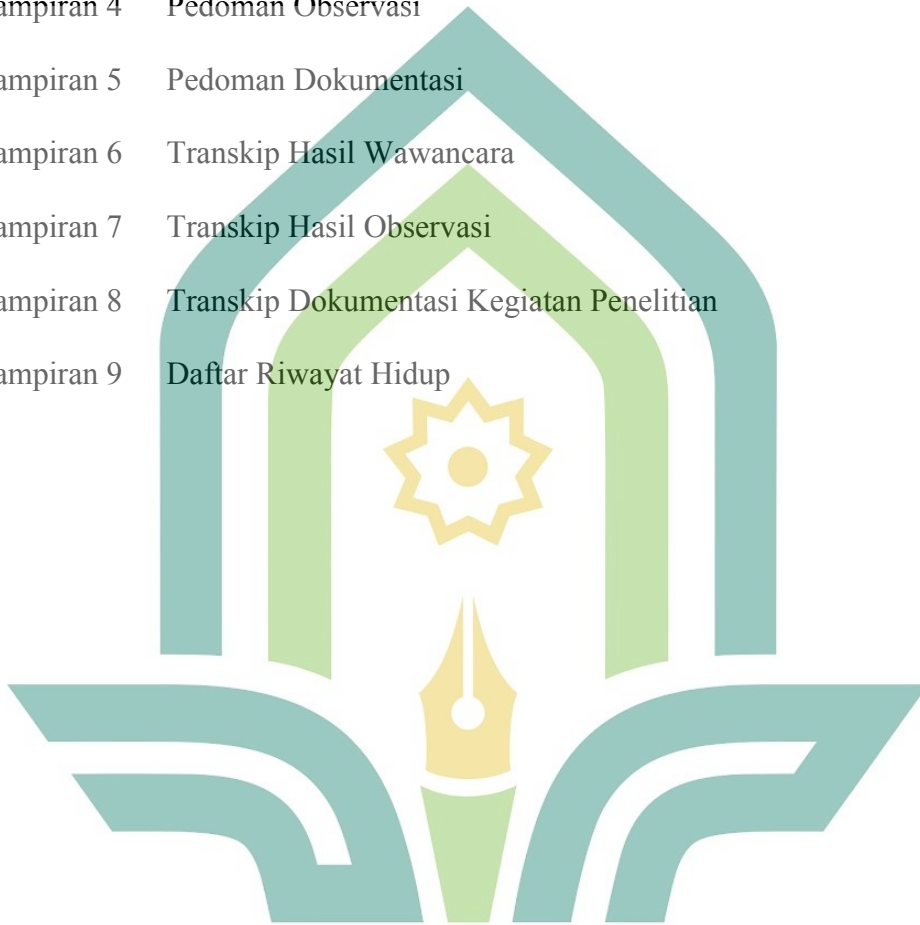 ampiran 4 Pedoman Observasi
ampiran 5 Pedoman Dokumentasi
ampiran 6 Transkip Hasil Wawancara
ampiran 7 Transkip Hasil Observasi
ampiran 8 Transkip Dokumentasi Kegiatan Penelitian
ampiran 9 Daftar Riwayat Hidup